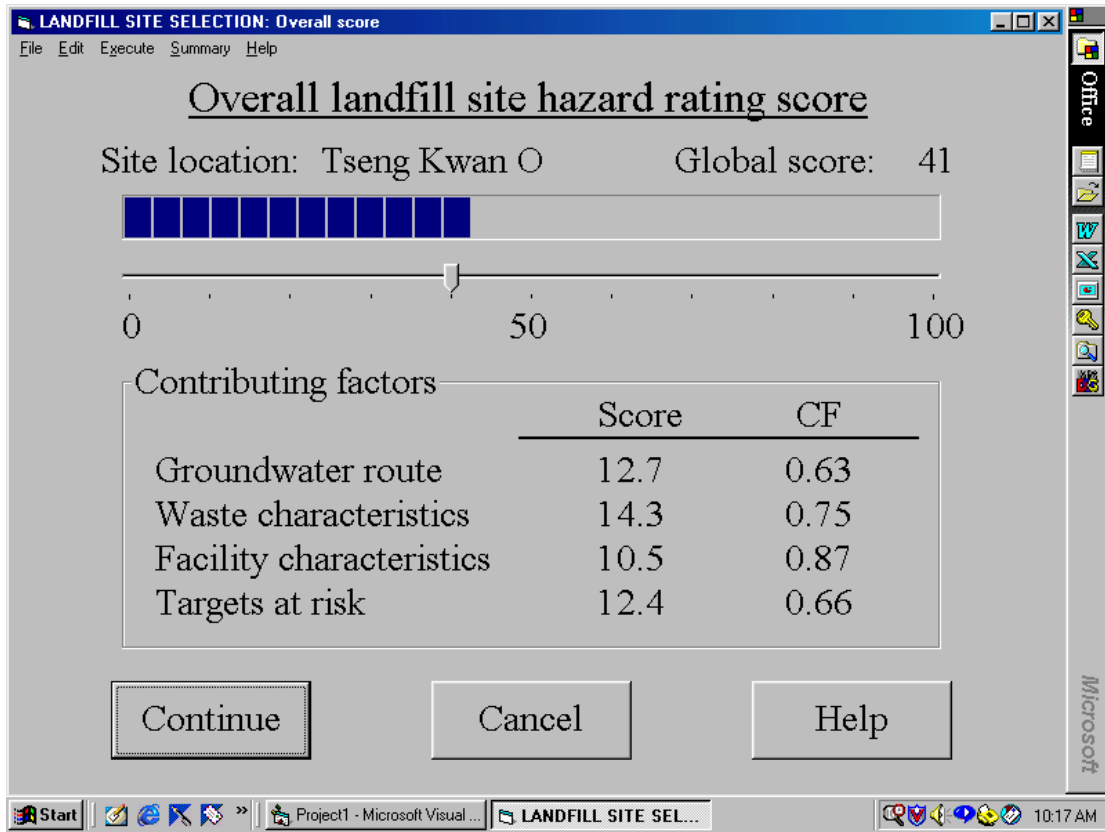 LANDFILL SITE SELECTION: Overall score
File Edit Execute Summary Help
Overall landfill site hazard rating score
Site location: Tseng Kwan O Global score: 41
0 50 100
Contributing factors
Score CF
Groundwater route 12.7 0.63
Waste characteristics 14.3 0.75
Facility characteristics 10.5 0.87
Targets at risk 12.4 0.66
Continue Cancel Help
Office
Microsoft
Start » Project1 - Microsoft Visual ... LANDFILL SITE SEL... 10:17 AM